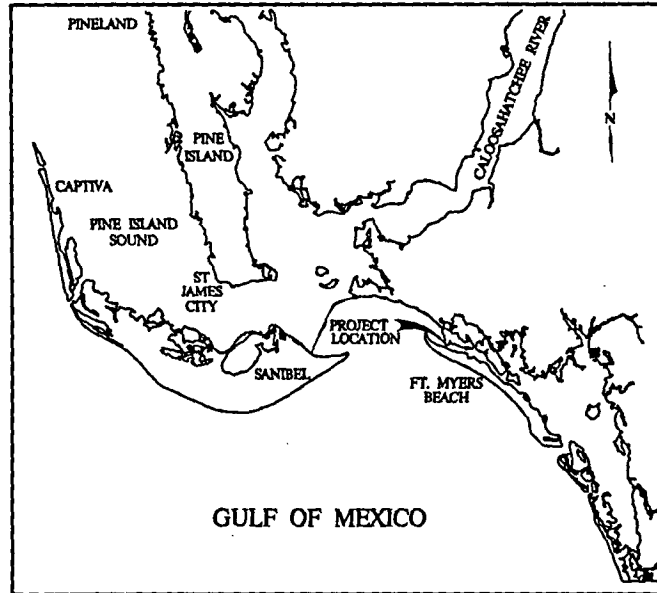 PINELAND
CALOOSAHATCHEE RIVER
N
PINE
ISLAND
CAPTIVA
PINE ISLAND
SOUND
ST
JAMES
CITY
PROJECT
LOCATION
SANIBEL
FT. MYERS
BEACH
GULF OF MEXICO